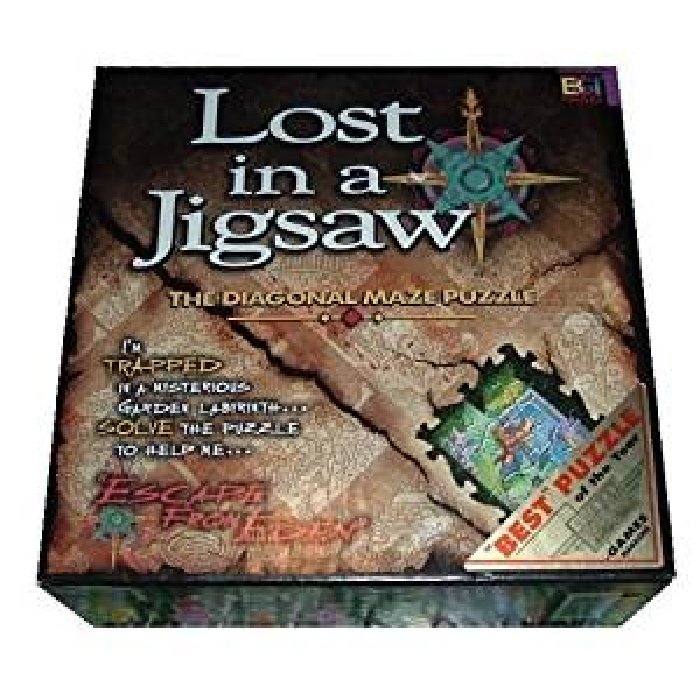 Lost
in a
Jigsaw
THE DIAGONAL MAZE PUZZLE
I'm
TRAPPED
in a mysterious
garden labyrinth...
SOLVE the puzzle
to help me...
ESCAPE
FROM EDEN!
"BEST PUZZLE
of the Year"
GAMES